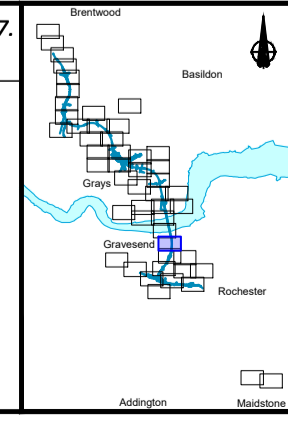 7.
Brentwood
Basildon
Grays
Gravesend
Rochester
Addington
Maidstone